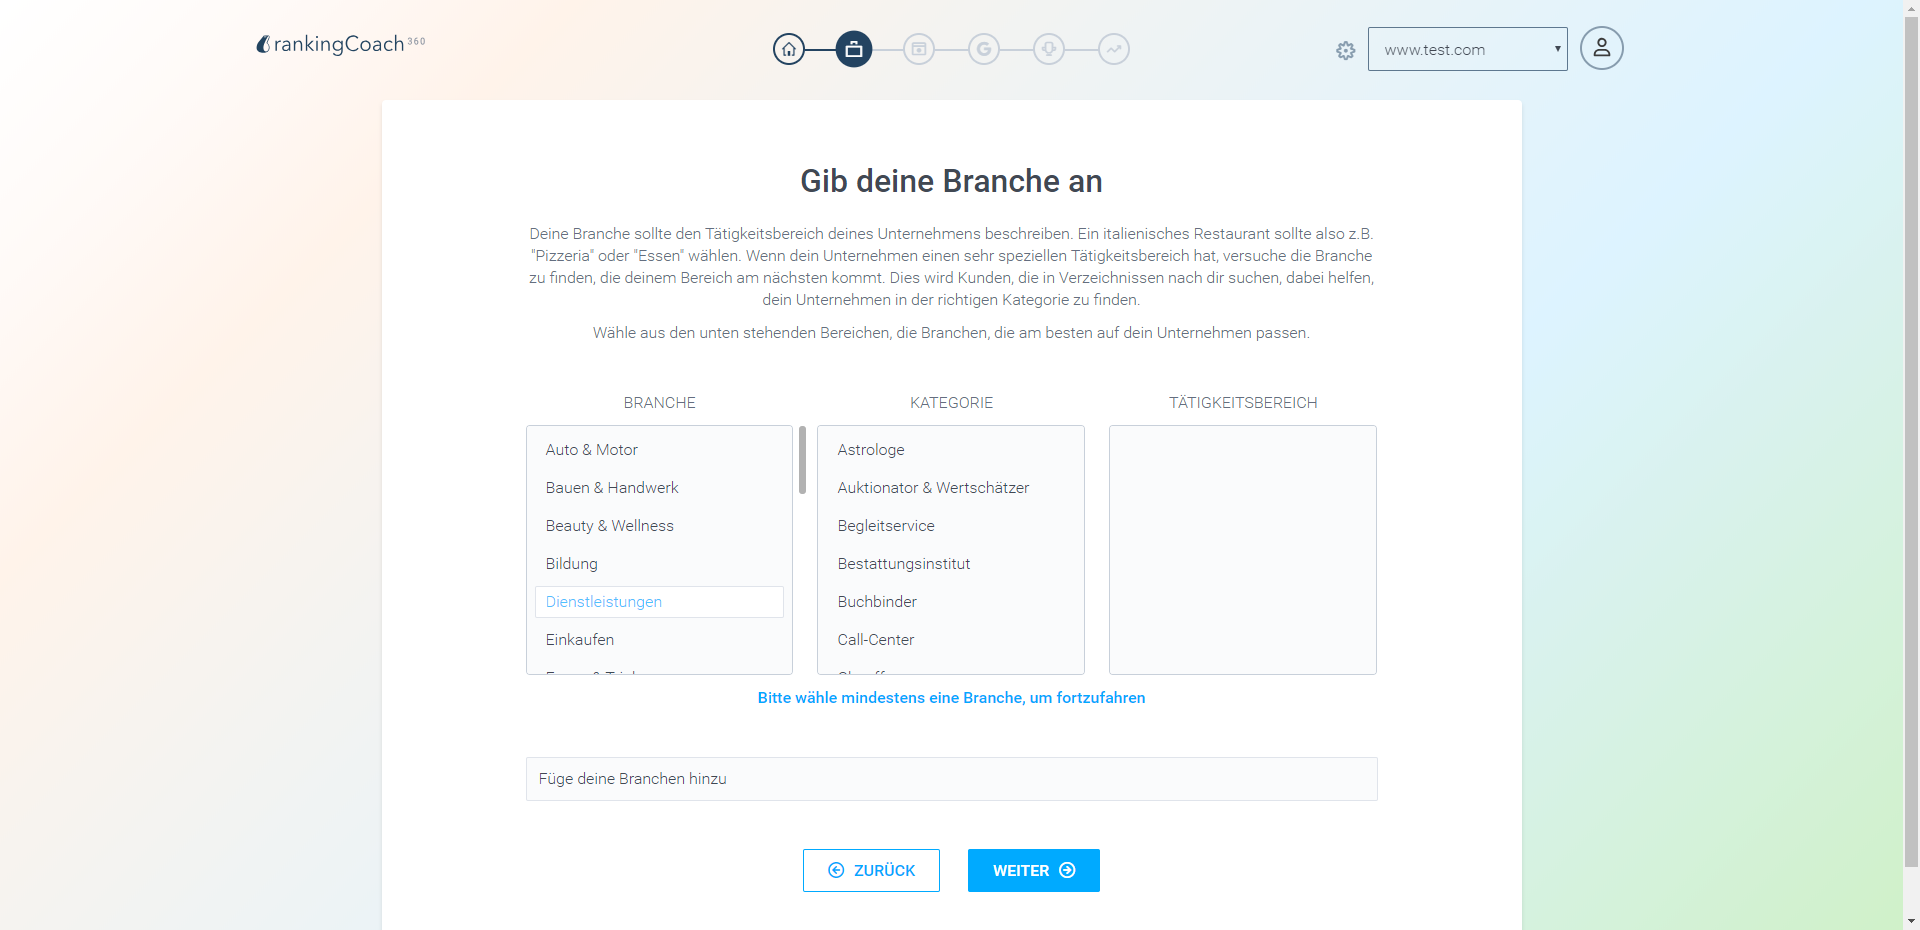 rankingCoach 360
www.test.com
Gib deine Branche an
Deine Branche sollte den Tätigkeitsbereich deines Unternehmens beschreiben. Ein italienisches Restaurant sollte also z.B.
"Pizzeria" oder "Essen" wählen. Wenn dein Unternehmen einen sehr speziellen Tätigkeitsbereich hat, versuche die Branche
zu finden, die deinem Bereich am nächsten kommt. Dies wird Kunden, die in Verzeichnissen nach dir suchen, dabei helfen,
dein Unternehmen in der richtigen Kategorie zu finden.
Wähle aus den unten stehenden Bereichen, die Branchen, die am besten auf dein Unternehmen passen.
BRANCHE
Auto & Motor
Bauen & Handwerk
Beauty & Wellness
Bildung
Dienstleistungen
Einkaufen
KATEGORIE
Astrologe
Auktionator & Wertschätzer
Begleitservice
Bestattungsinstitut
Buchbinder
Call-Center
TÄTIGKEITSBEREICH
Bitte wähle mindestens eine Branche, um fortzufahren
Füge deine Branchen hinzu
ZURÜCK
WEITER